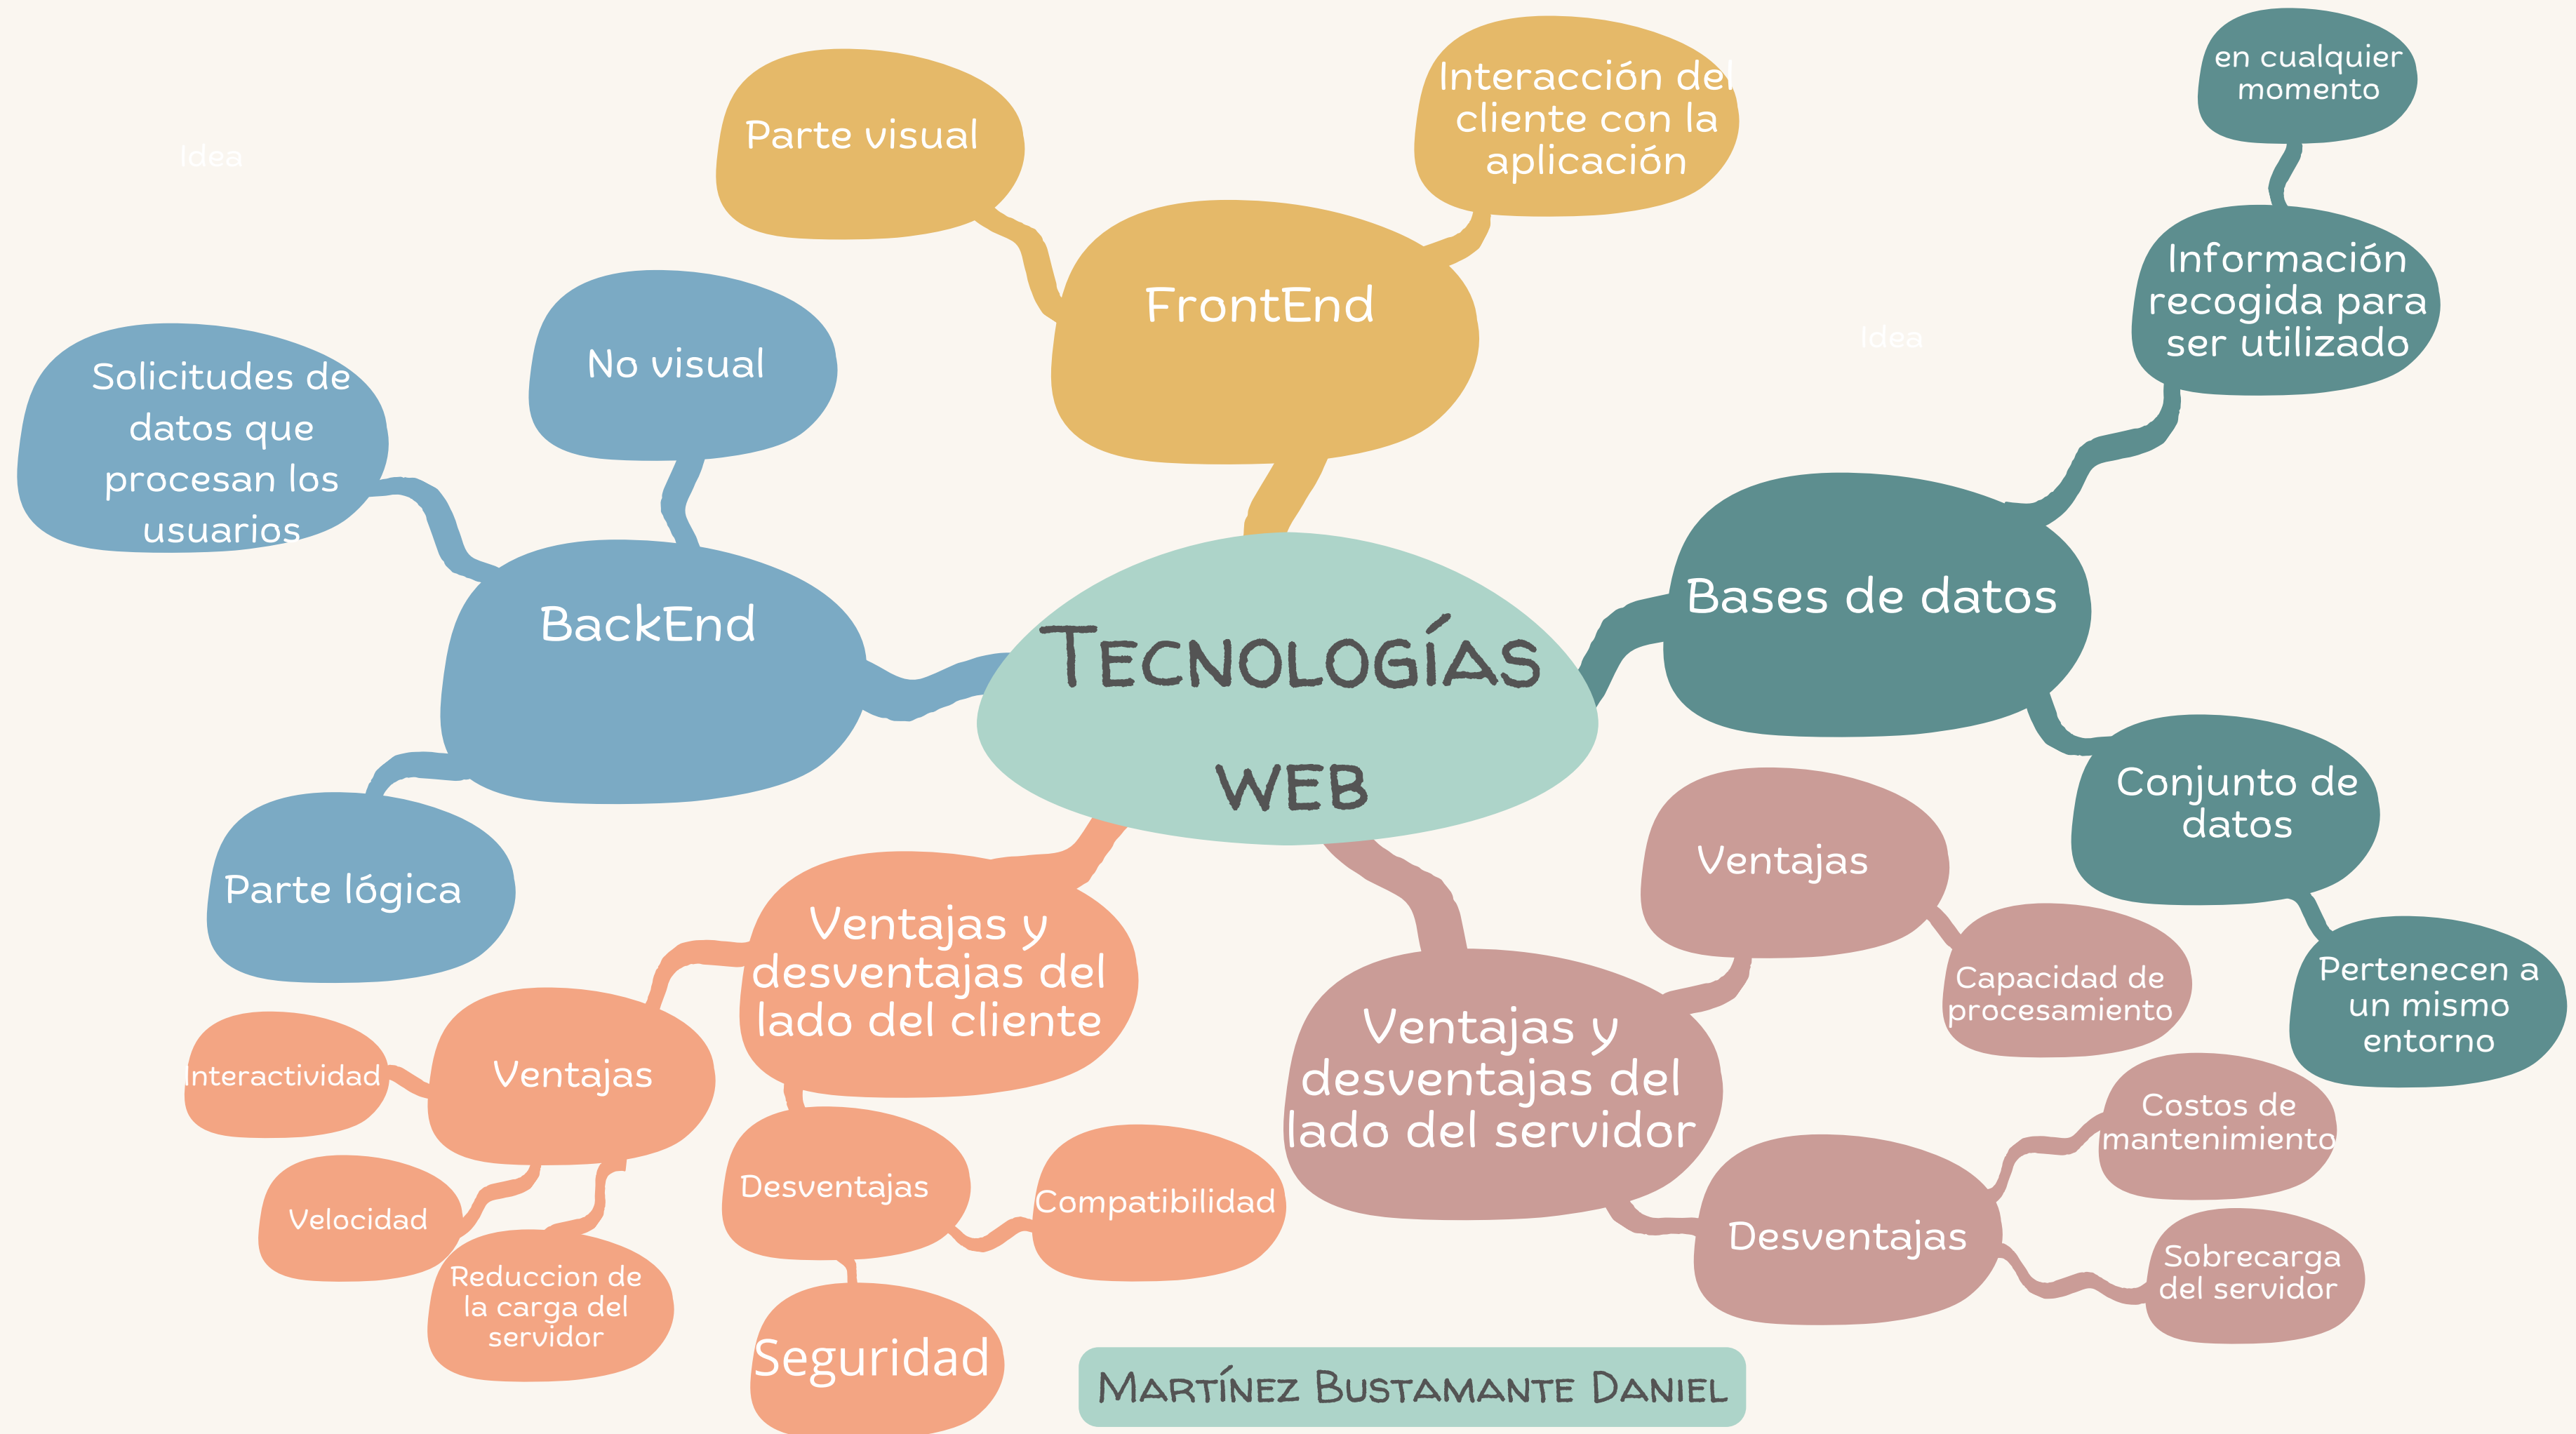 Tecnologías
web
FrontEnd
Parte visual
Interacción del
cliente con la
aplicación
BackEnd
No visual
Solicitudes de
datos que
procesan los
usuarios
Parte lógica
Idea
Idea
Bases de datos
Información
recogida para
ser utilizado
en cualquier
momento
Conjunto de
datos
Pertenecen a
un mismo
entorno
Ventajas y
desventajas del
lado del cliente
Ventajas
Interactividad
Velocidad
Reduccion de
la carga del
servidor
Desventajas
Compatibilidad
Seguridad
Ventajas y
desventajas del
lado del servidor
Ventajas
Capacidad de
procesamiento
Desventajas
Costos de
mantenimiento
Sobrecarga
del servidor
Martínez Bustamante Daniel